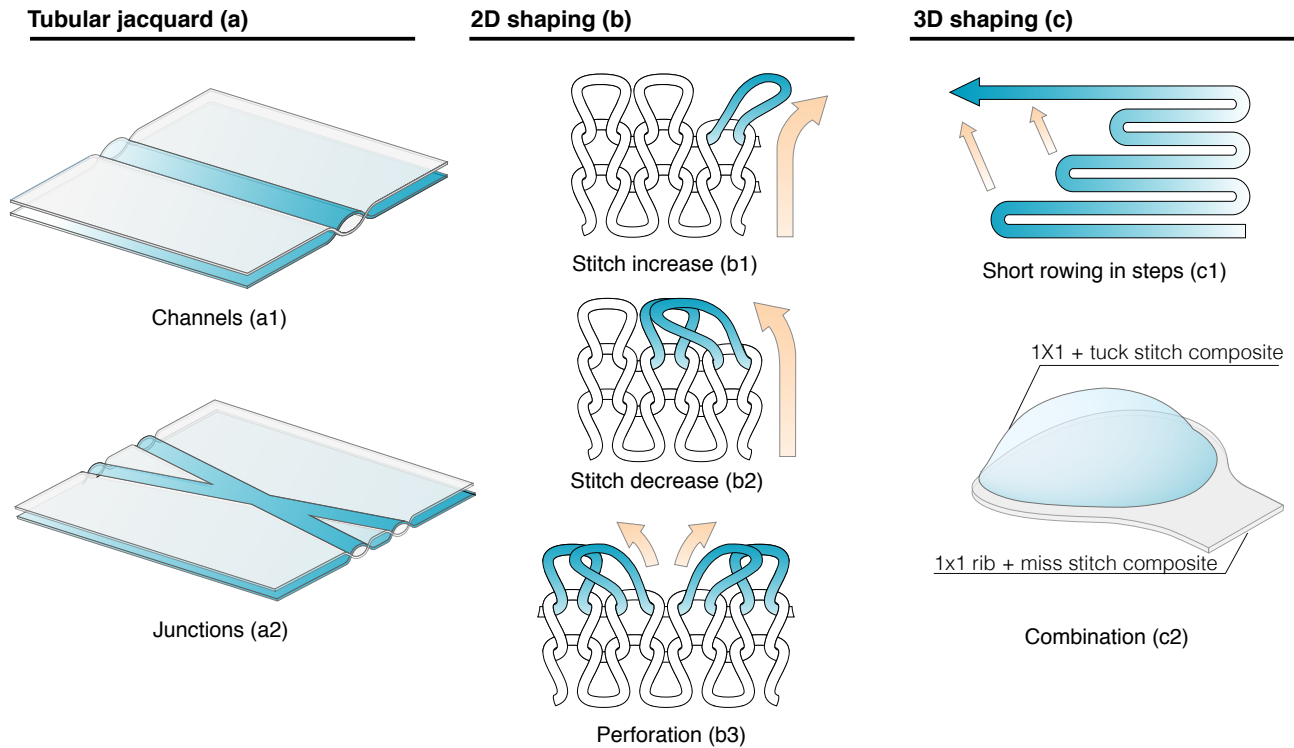 Tubular jacquard (a)
Channels (a1)
Junctions (a2)
2D shaping (b)
Stitch increase (b1)
Stitch decrease (b2)
Perforation (b3)
3D shaping (c)
Short rowing in steps (c1)
1X1 + tuck stitch composite
1x1 rib + miss stitch composite
Combination (c2)